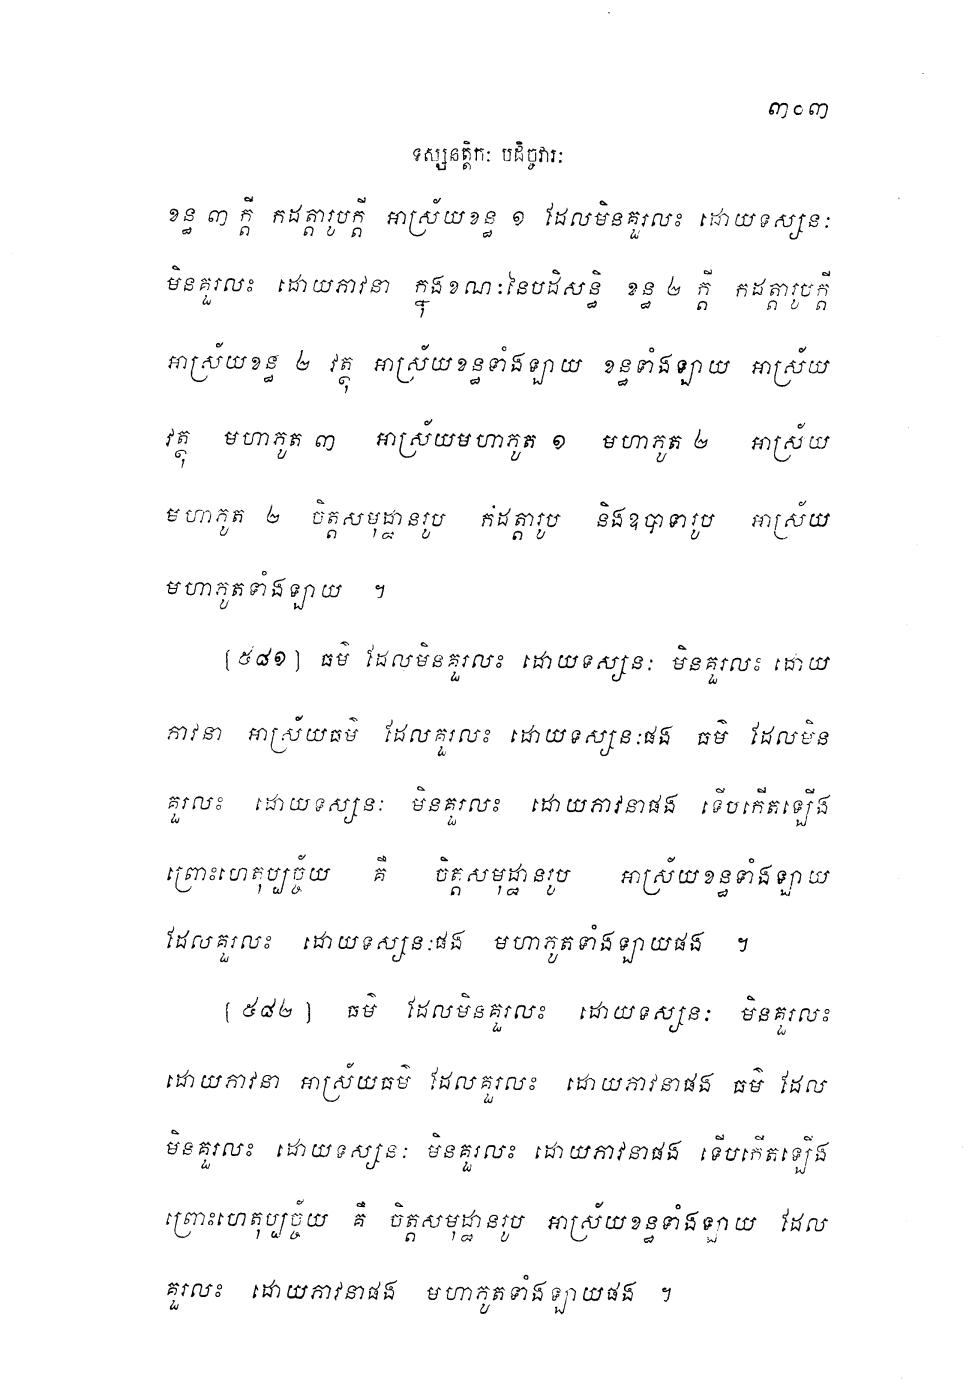 ៣០៣
ទស្សនត្តិកៈ បដិច្ចវារៈ
ខន្ធ ៣ ក្តី កដត្តារូបក្តី អាស្រ័យខន្ធ ១ ដែលមិនគួរលះ ដោយទស្សនៈ
មិនគួរលះ ដោយភាវនា ក្នុងខណៈនៃបដិសន្ធិ ខន្ធ ២ ក្តី កដត្តារូបក្តី
អាស្រ័យខន្ធ ២ វត្ថុ អាស្រ័យខន្ធទាំងឡាយ ខន្ធទាំងឡាយ អាស្រ័យ
វត្ថុ មហាភូត ៣ អាស្រ័យមហាភូត ១ មហាភូត ២ អាស្រ័យ
មហាភូត ២ ចិត្តសមុដ្ឋានរូប កំដត្តារូប និងឧបាទារូប អាស្រ័យ
មហាភូតទាំងឡាយ ។
[៥៨១] ធម៌ ដែលមិនគួរលះ ដោយទស្សនៈ មិនគួរលះ ដោយ
ភាវនា អាស្រ័យធម៌ ដែលគួរលះ ដោយទស្សនៈផង ធម៌ ដែលមិន
គួរលះ ដោយទស្សនៈ មិនគួរលះ ដោយភាវនាផង ទើបកើតឡើង
ព្រោះហេតុប្បច្ច័យ គឺ ចិត្តសមុដ្ឋានរូប អាស្រ័យខន្ធទាំងឡាយ
ដែលគួរលះ ដោយទស្សនៈផង មហាភូតទាំងឡាយផង ។
[៥៨២] ធម៌ ដែលមិនគួរលះ ដោយទស្សនៈ មិនគួរលះ
ដោយភាវនា អាស្រ័យធម៌ ដែលគួរលះ ដោយភាវនាផង ធម៌ ដែល
មិនគួរលះ ដោយទស្សនៈ មិនគួរលះ ដោយភាវនាផង ទើបកើតឡើង
ព្រោះហេតុប្បច្ច័យ គឺ ចិត្តសមុដ្ឋានរូប អាស្រ័យខន្ធទាំងឡាយ ដែល
គួរលះ ដោយភាវនាផង មហាភូតទាំងឡាយផង ។